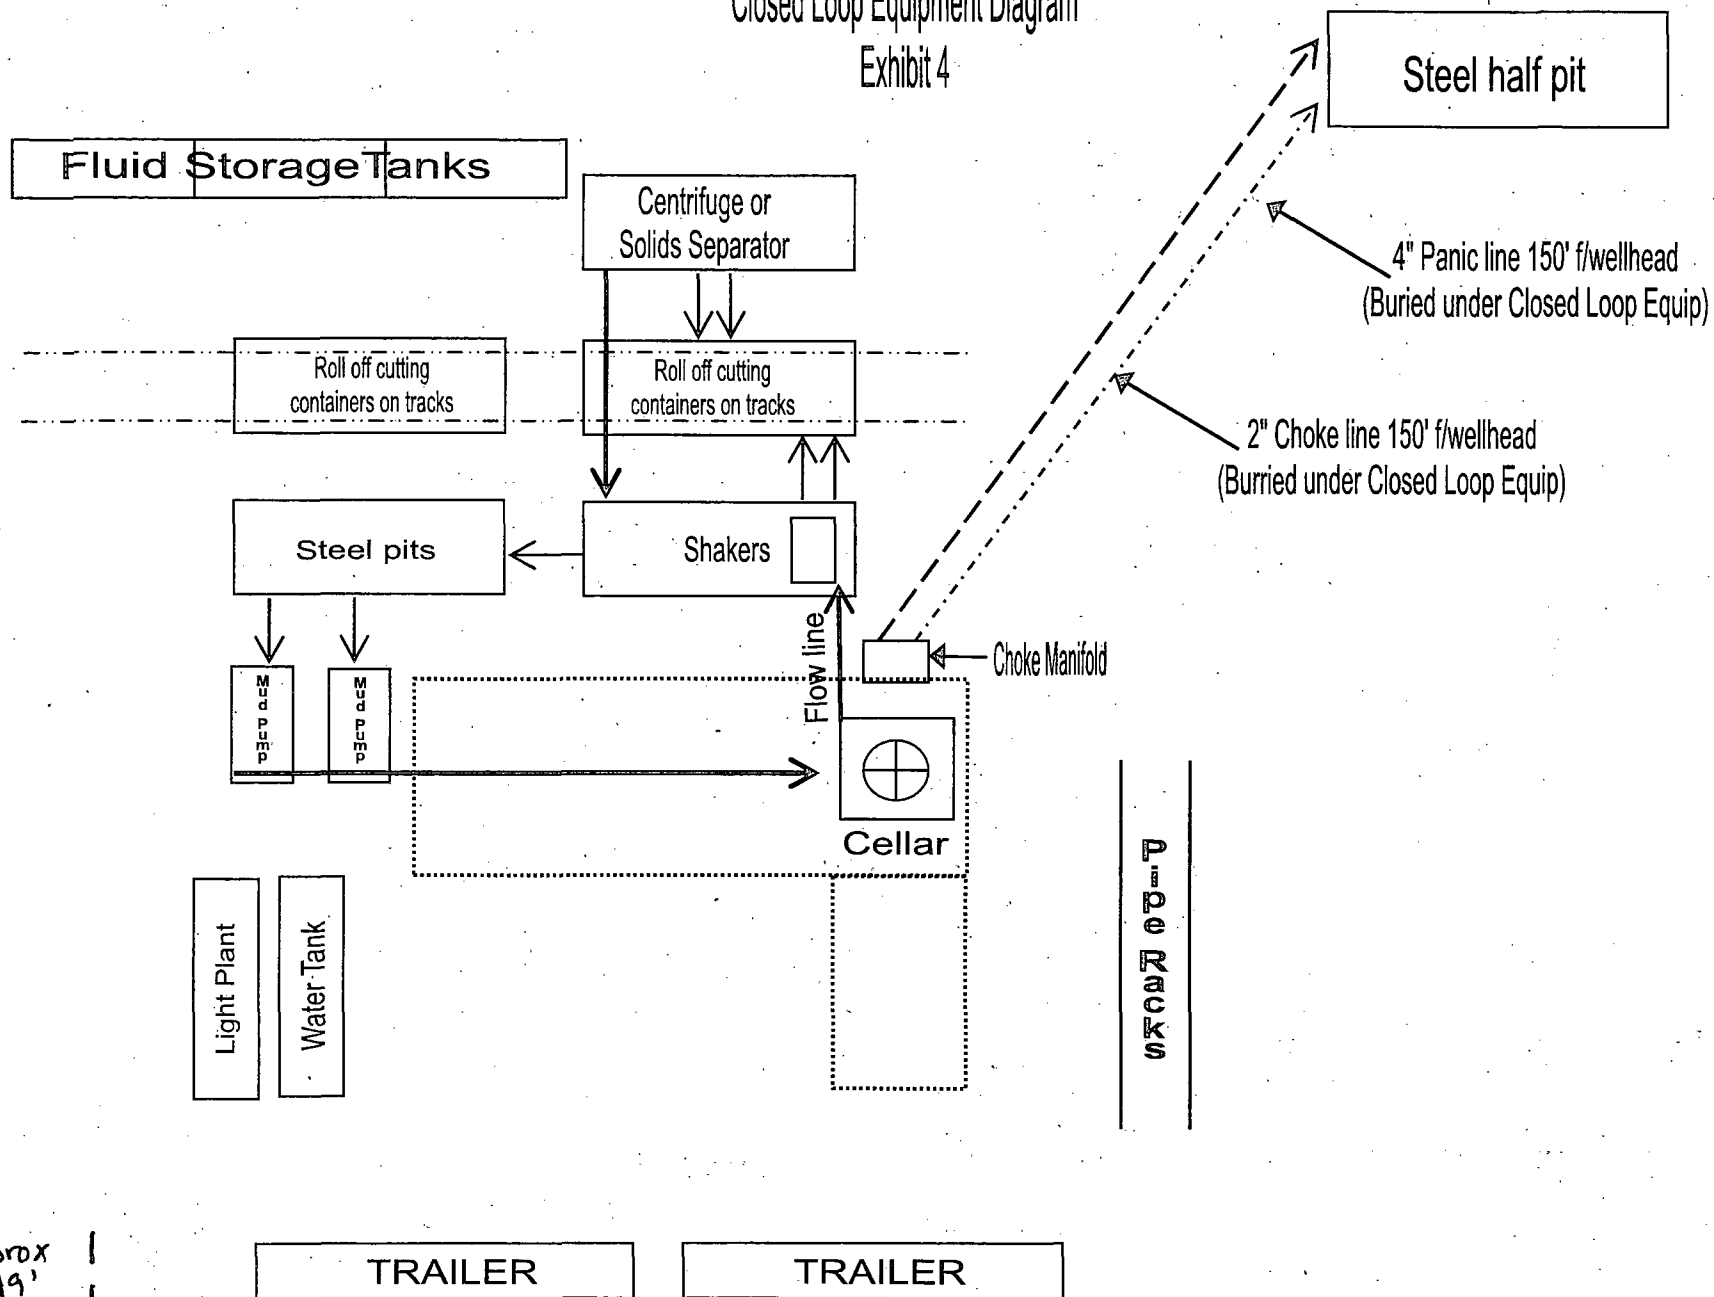 Closed Loop Equipment Diagram
Exhibit 4
Steel half pit
Fluid Storage Tanks
Centrifuge or
Solids Separator
4" Panic line 150' f/wellhead
(Buried under Closed Loop Equip)
Roll off cutting
containers on tracks
Roll off cutting
containers on tracks
2" Choke line 150' f/wellhead
(Burried under Closed Loop Equip)
Steel pits
Shakers
Flow line
Choke Manifold
Mud Pump
Mud Pump
Cellar
Pipe Racks
Light Plant
Water Tank
TRAILER
TRAILER